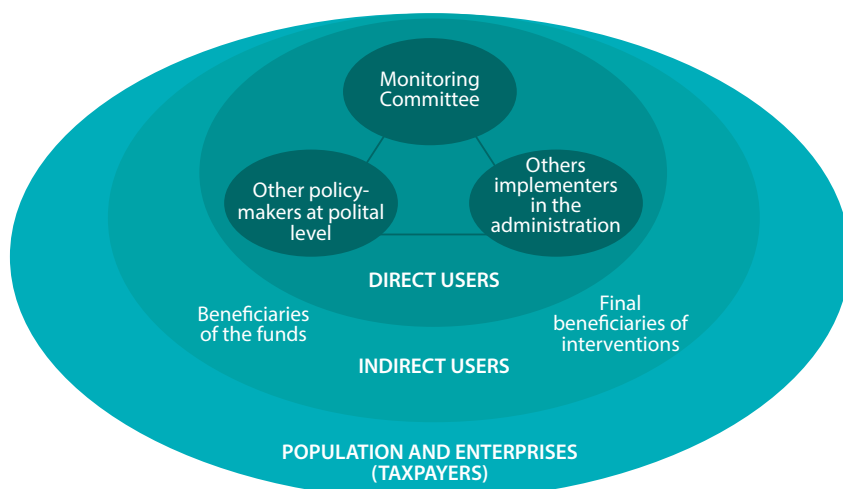 Monitoring
Committee
Other policy-
makers at polital
level
Others
implementers
in the
administration
DIRECT USERS
Beneficiaries
of the funds
Final
beneficiaries of
interventions
INDIRECT USERS
POPULATION AND ENTERPRISES
(TAXPAYERS)